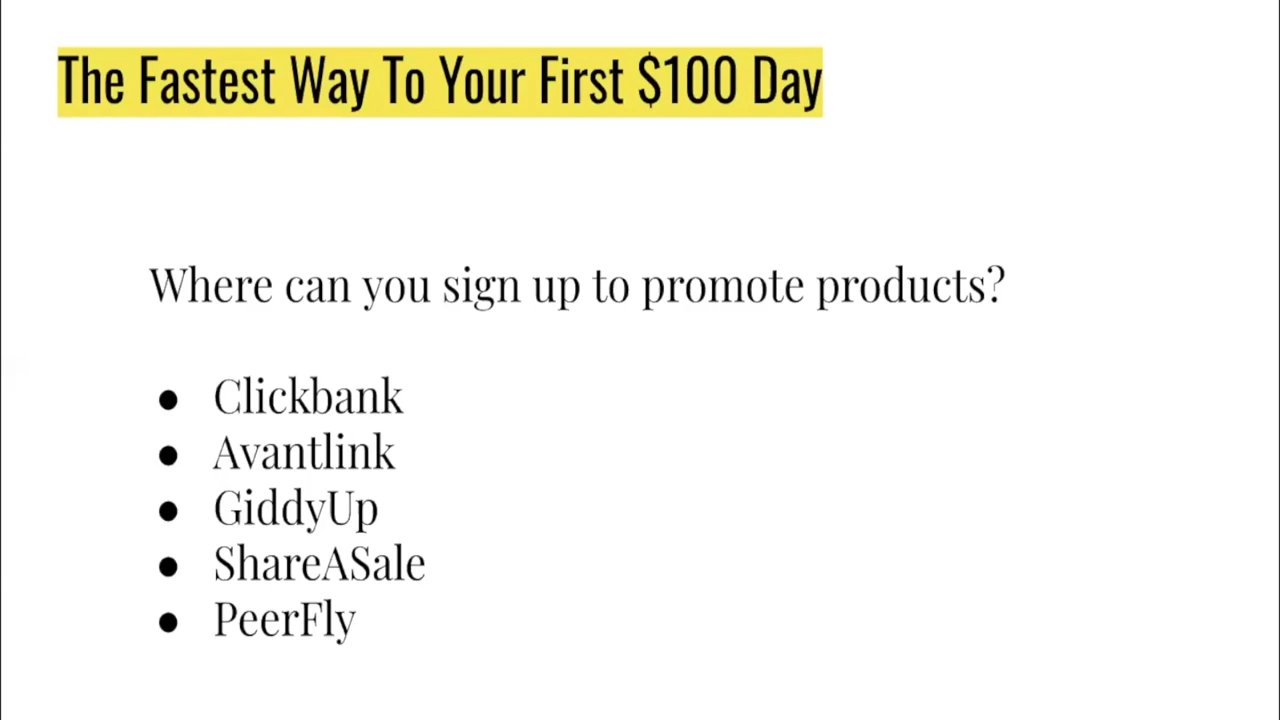 The Fastest Way To Your First $100 Day
Where can you sign up to promote products?
● Clickbank
● Avantlink
● GiddyUp
● ShareASale
● PeerFly